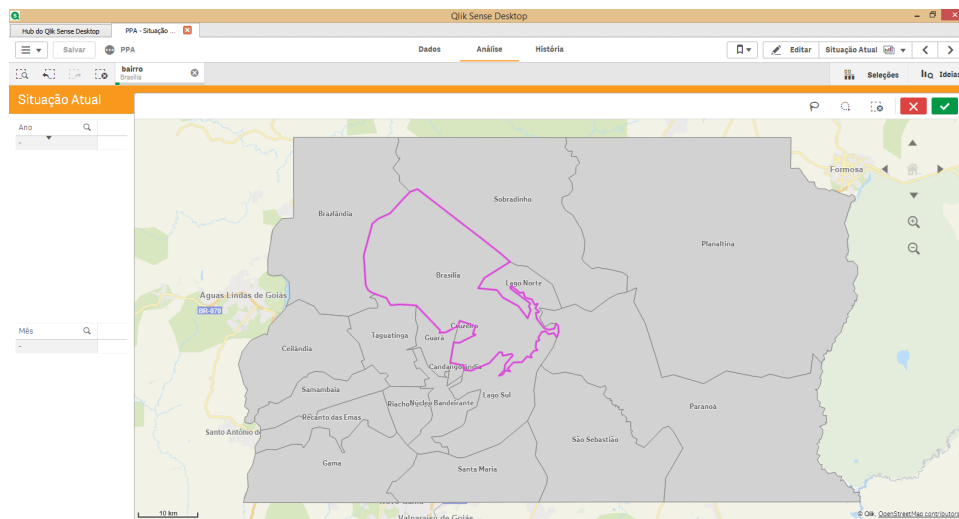 Qlik Sense Desktop
Hub do Qlik Sense Desktop
PPA - Situação ...
Salvar
PPA
Dados
Análise
História
Editar
Situação Atual
bairro
Brasília
Seleções
Ideias
Situação Atual
Ano
-
Formosa
Sobradinho
Brazlândia
Planaltina
Brasília
Lago Norte
Águas Lindas de Goiás
BR-070
Mês
-
Cruzeiro
Taguatinga
Guará
Ceilândia
Candangolândia
Samambaia
Lago Sul
Riacho
Núcleo Bandeirante
Paranoá
Recanto das Emas
Santo Antônio de
São Sebastião
Gama
Santa Maria
10 km
Valparaíso de Goiás
© Qlik, OpenStreetMap contributors